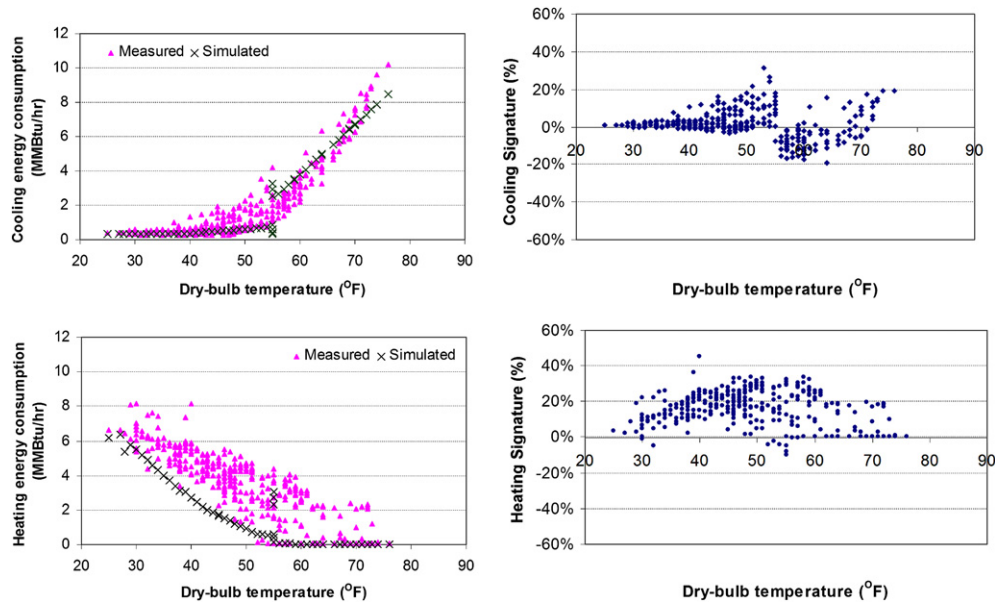 Cooling energy consumption
(MMBtu/hr)
12
10
8
6
4
2
0
Measured Simulated
20 30 40 50 60 70 80 90
Dry-bulb temperature (OF)
Cooling Signature (%)
60%
40%
20%
0%
-20%
-40%
-60%
20 30 40 50 60 70 80 90
Dry-bulb temperature (OF)
Heating energy consumption
(MMBtu/hr)
12
10
8
6
4
2
0
Measured Simulated
20 30 40 50 60 70 80 90
Dry-bulb temperature (OF)
Heating Signature (%)
60%
40%
20%
0%
-20%
-40%
-60%
20 30 40 50 60 70 80 90
Dry-bulb temperature (OF)